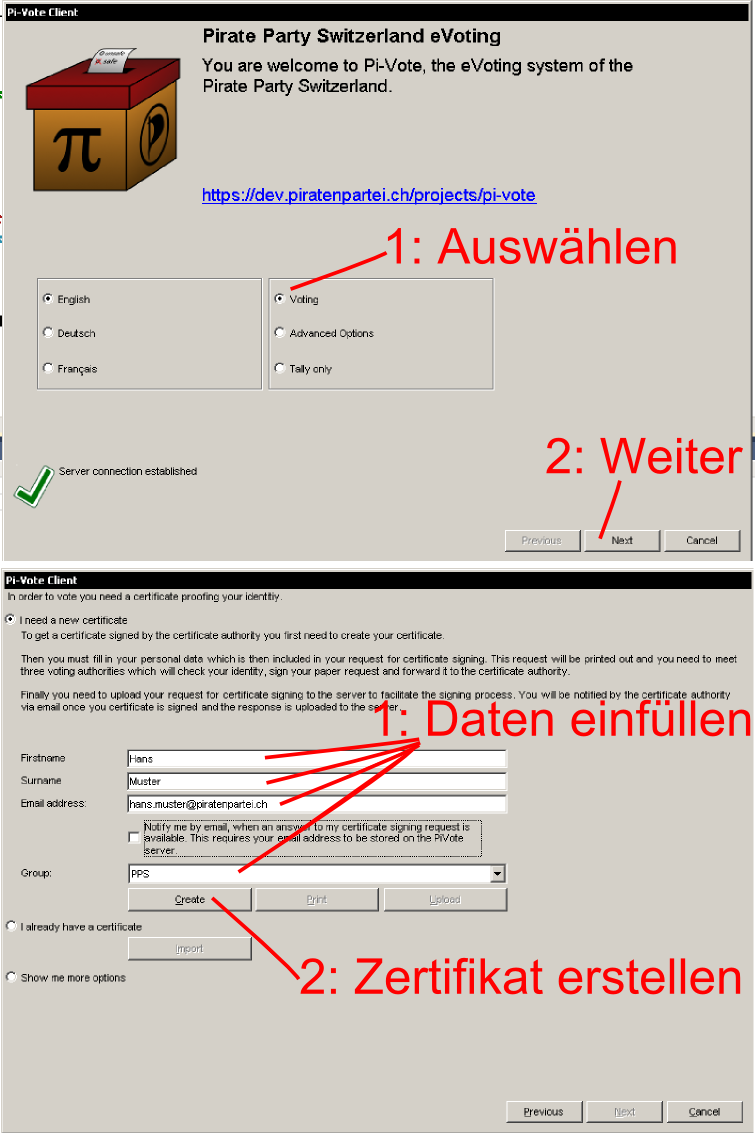 Pi-Vote Client
Pirate Party Switzerland eVoting
You are welcome to Pi-Vote, the eVoting system of the
Pirate Party Switzerland.
unsafe
safe
π
https://dev.piratenpartei.ch/projects/pi-vote
1: Auswählen
English
Voting
Deutsch
Advanced Options
Français
Tally only
2: Weiter
Server connection established
Previous
Next
Cancel
Pi-Vote Client
In order to vote you need a certificate proofing your identitiy.
I need a new certificate
To get a certificate signed by the certificate authority you first need to create your certificate.
Then you must fill in your personal data which is then included in your request for certificate signing. This request will be printed out and you need to meet
three voting authorities which will check your identity, sign your paper request and forward it to the certificate authority.
Finally you need to upload your request for certificate signing to the server to facilitate the signing process. You will be notified by the certificate authority
via email once you certificate is signed and the response is uploaded to the server.
1: Daten einfüllen
Firstname
Hans
Surname
Muster
Email address:
hans.muster@piratenpartei.ch
Notify me by email, when an answer to my certificate signing request is
available. This requires your email address to be stored on the PiVote
server.
Group:
PPS
Create
Print
Upload
I already have a certificate
Import
2: Zertifikat erstellen
Show me more options
Previous
Next
Cancel